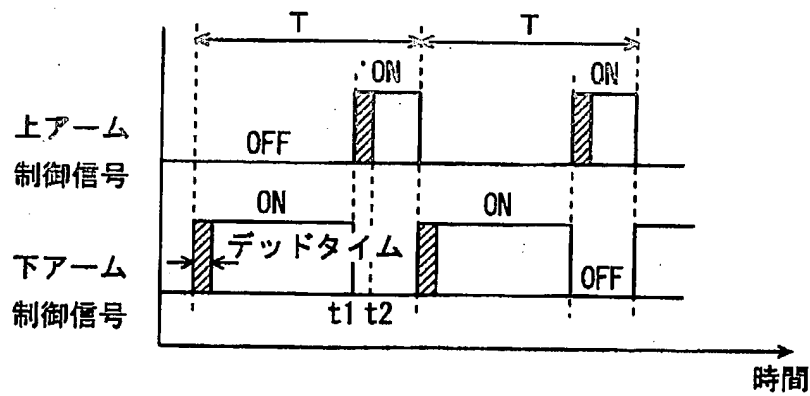 T T
ON ON
上アーム
制御信号
OFF
ON ON
デッドタイム
下アーム
制御信号
OFF
t1 t2
時間